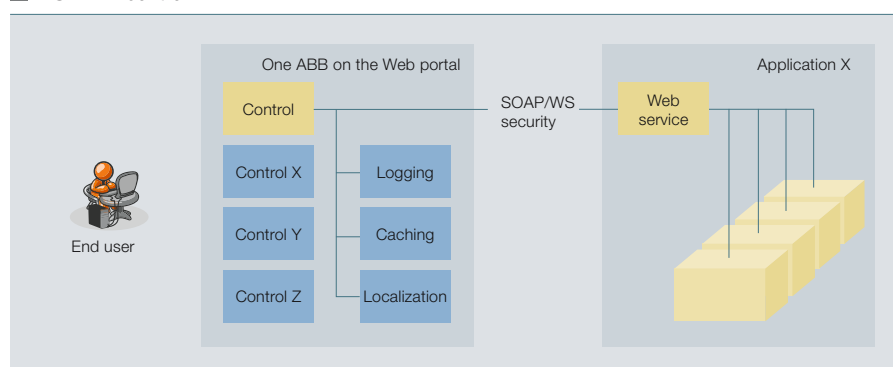 One ABB on the Web portal
Application X
Control
SOAP/WS
security
Web
service
Control X
Logging
Control Y
Caching
Control Z
Localization
End user